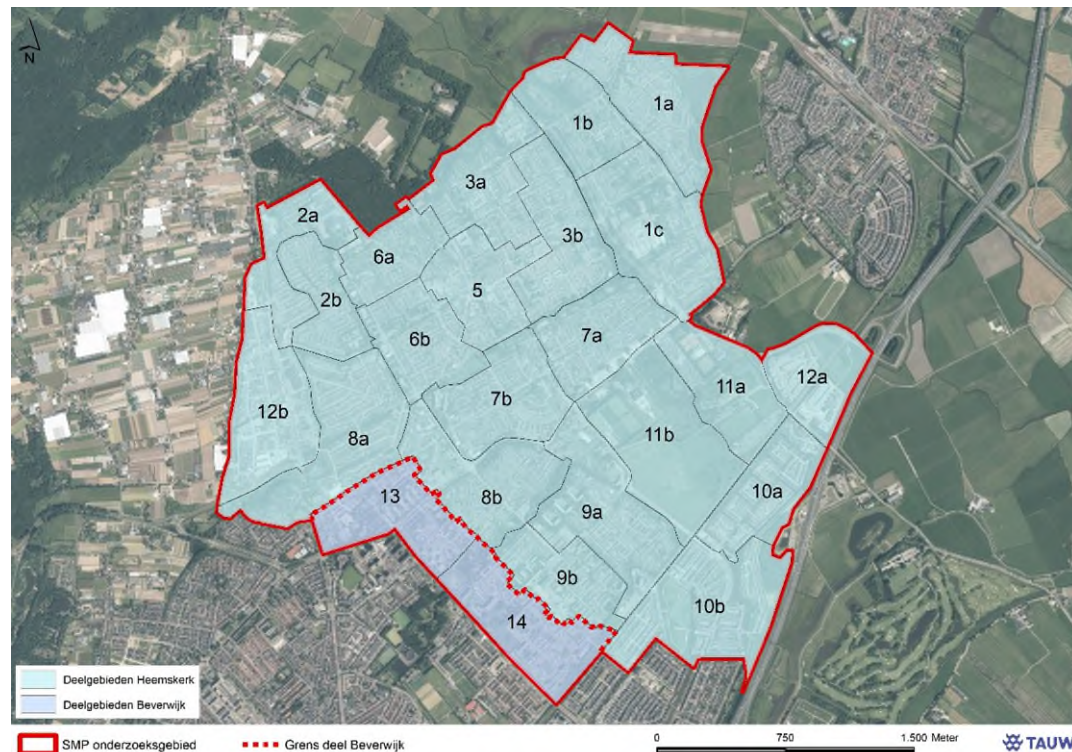 N
1a
1b
3a
2a
1c
3b
6a
5
2b
6b
7a
12a
11a
7b
12b
11b
8a
10a
13
8b
9a
9b
10b
14
Deelgebieden Heemskerk
Deelgebieden Beverwijk
SMP onderzoeksgebied
Grens deel Beverwijk
0 750 1.500 Meter
TAUW